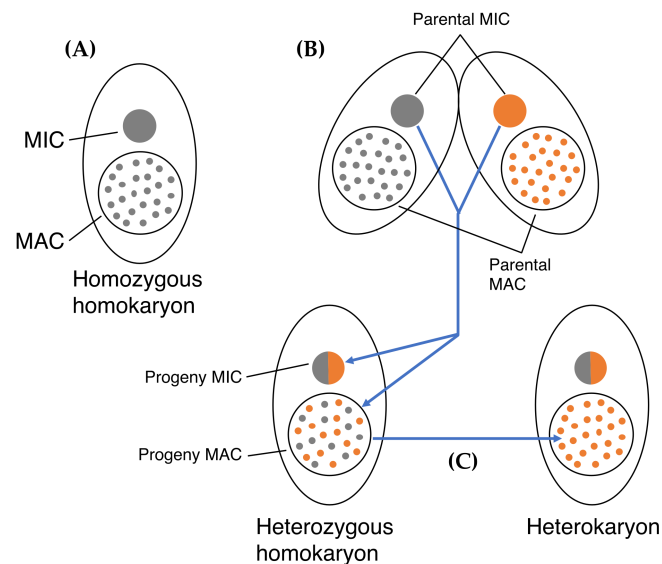 (A)
MIC
MAC
Homozygous
homokaryon
(B)
Parental MIC
Parental
MAC
Progeny MIC
Progeny MAC
Heterozygous
homokaryon
(C)
Heterokaryon